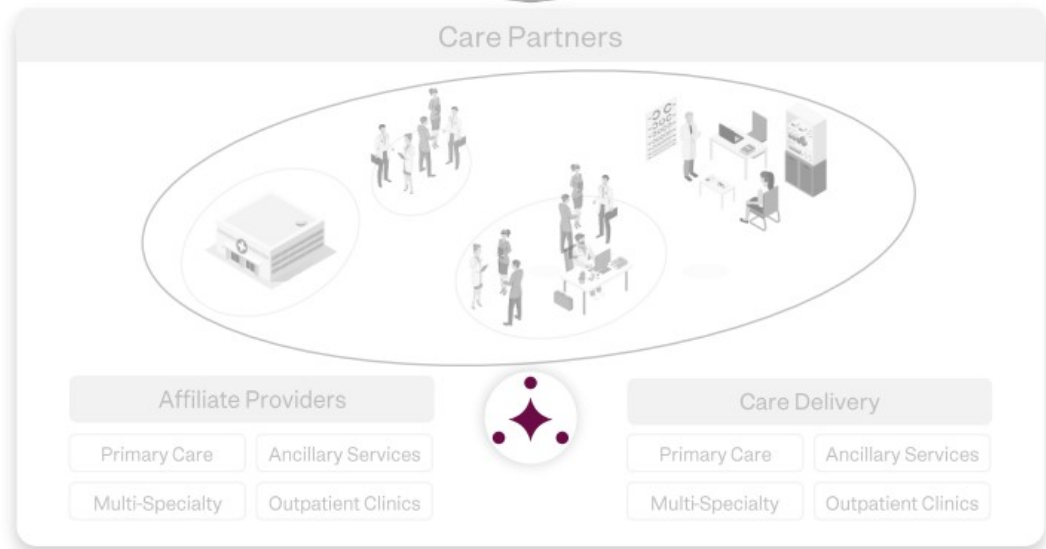 Care Partners
Affiliate Providers
Primary Care
Ancillary Services
Multi-Specialty
Outpatient Clinics
Care Delivery
Primary Care
Ancillary Services
Multi-Specialty
Outpatient Clinics